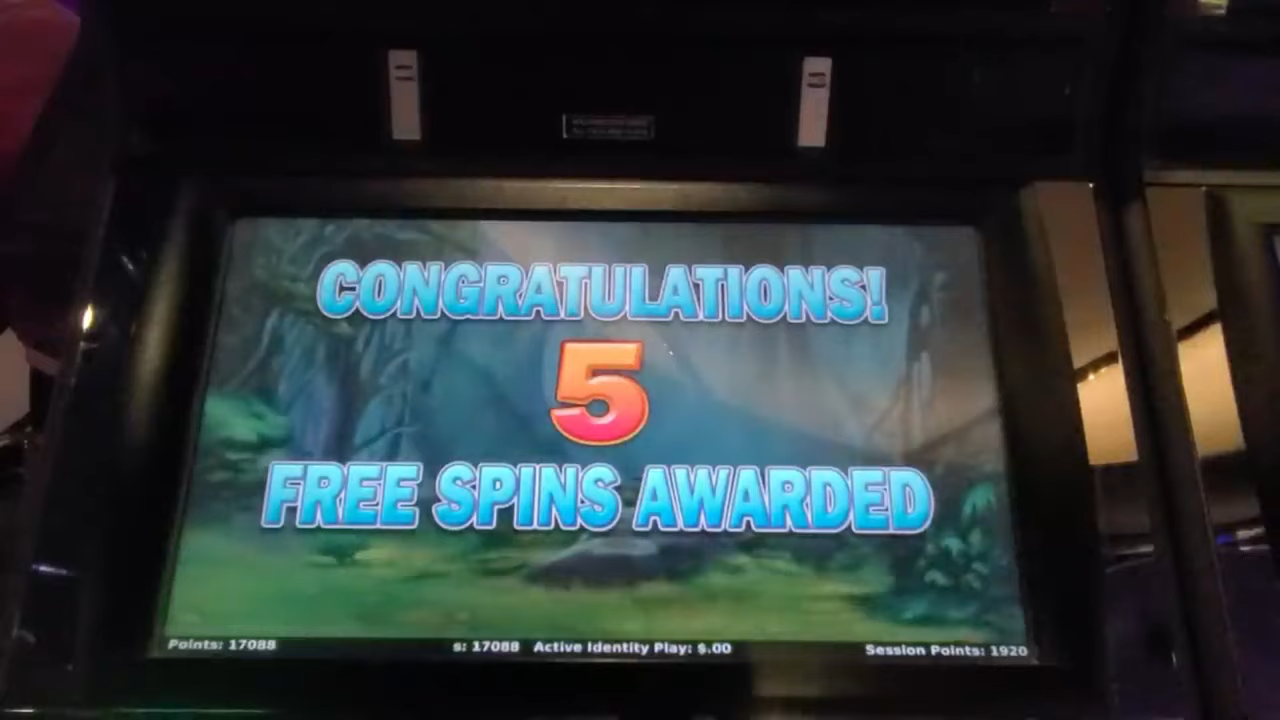 CONGRATULATIONS!
5
FREE SPINS AWARDED
Points: 17088 s: 17088 Active Identity Play: $.00 Session Points: 1920